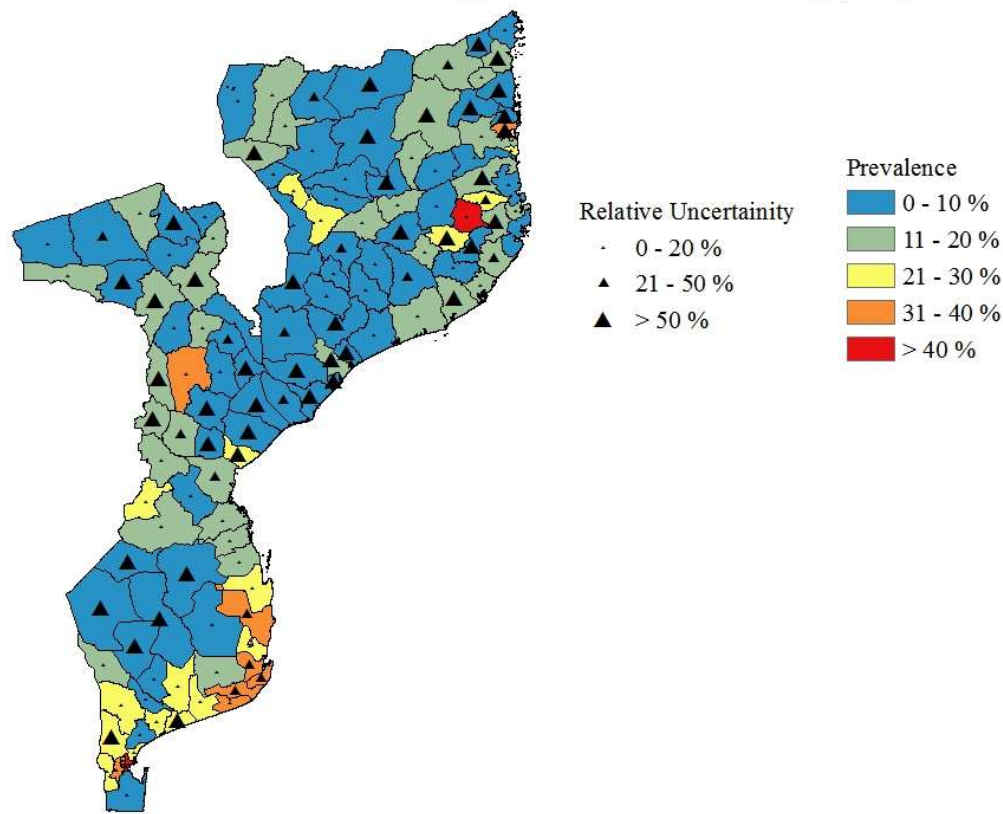 Relative Uncertainity
0 - 20 %
21 - 50 %
> 50 %
Prevalence
0 - 10 %
11 - 20 %
21 - 30 %
31 - 40 %
> 40 %